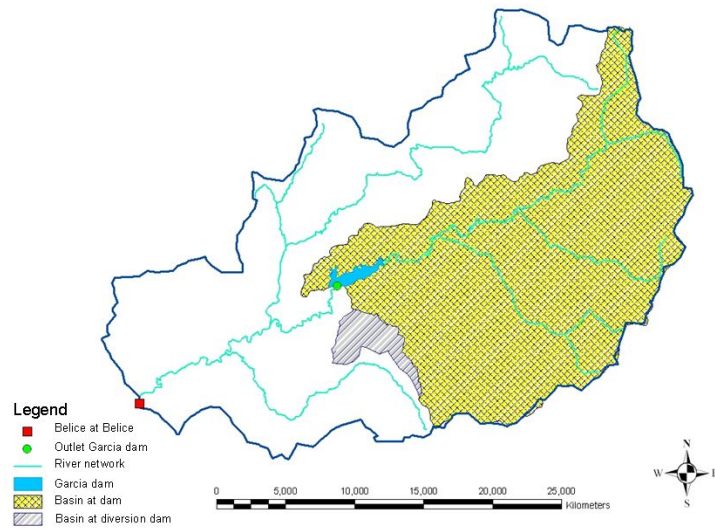 Legend
Belice at Belice
Outlet Garcia dam
River network
Garcia dam
Basin at dam
Basin at diversion dam
0 5,000 10,000 15,000 20,000 25,000
Kilometers
N
W
S